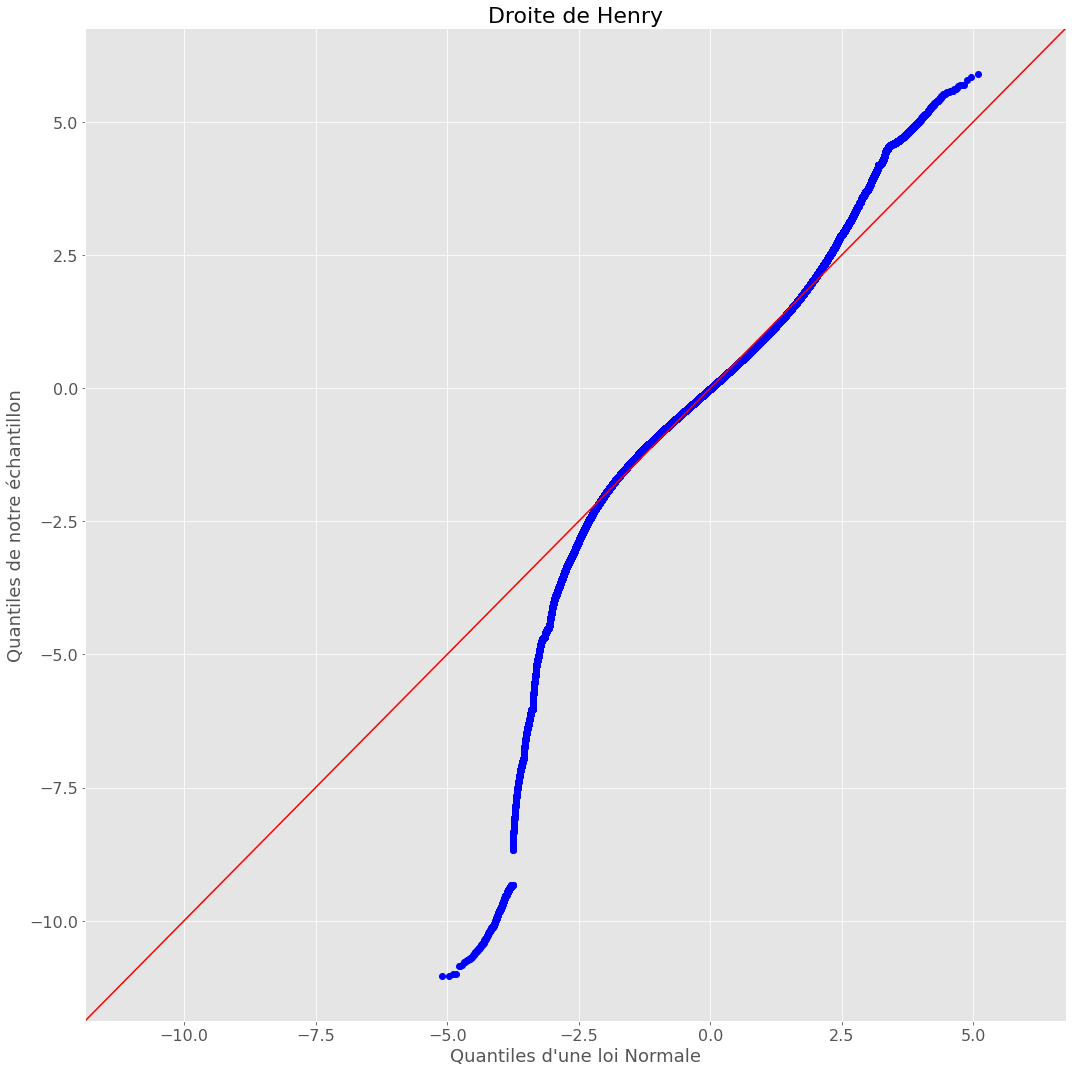 Droite de Henry
5.0
2.5
0.0
−2.5
−5.0
−7.5
−10.0
Quantiles de notre échantillon
−10.0 −7.5 −5.0 −2.5 0.0 2.5 5.0
Quantiles d'une loi Normale